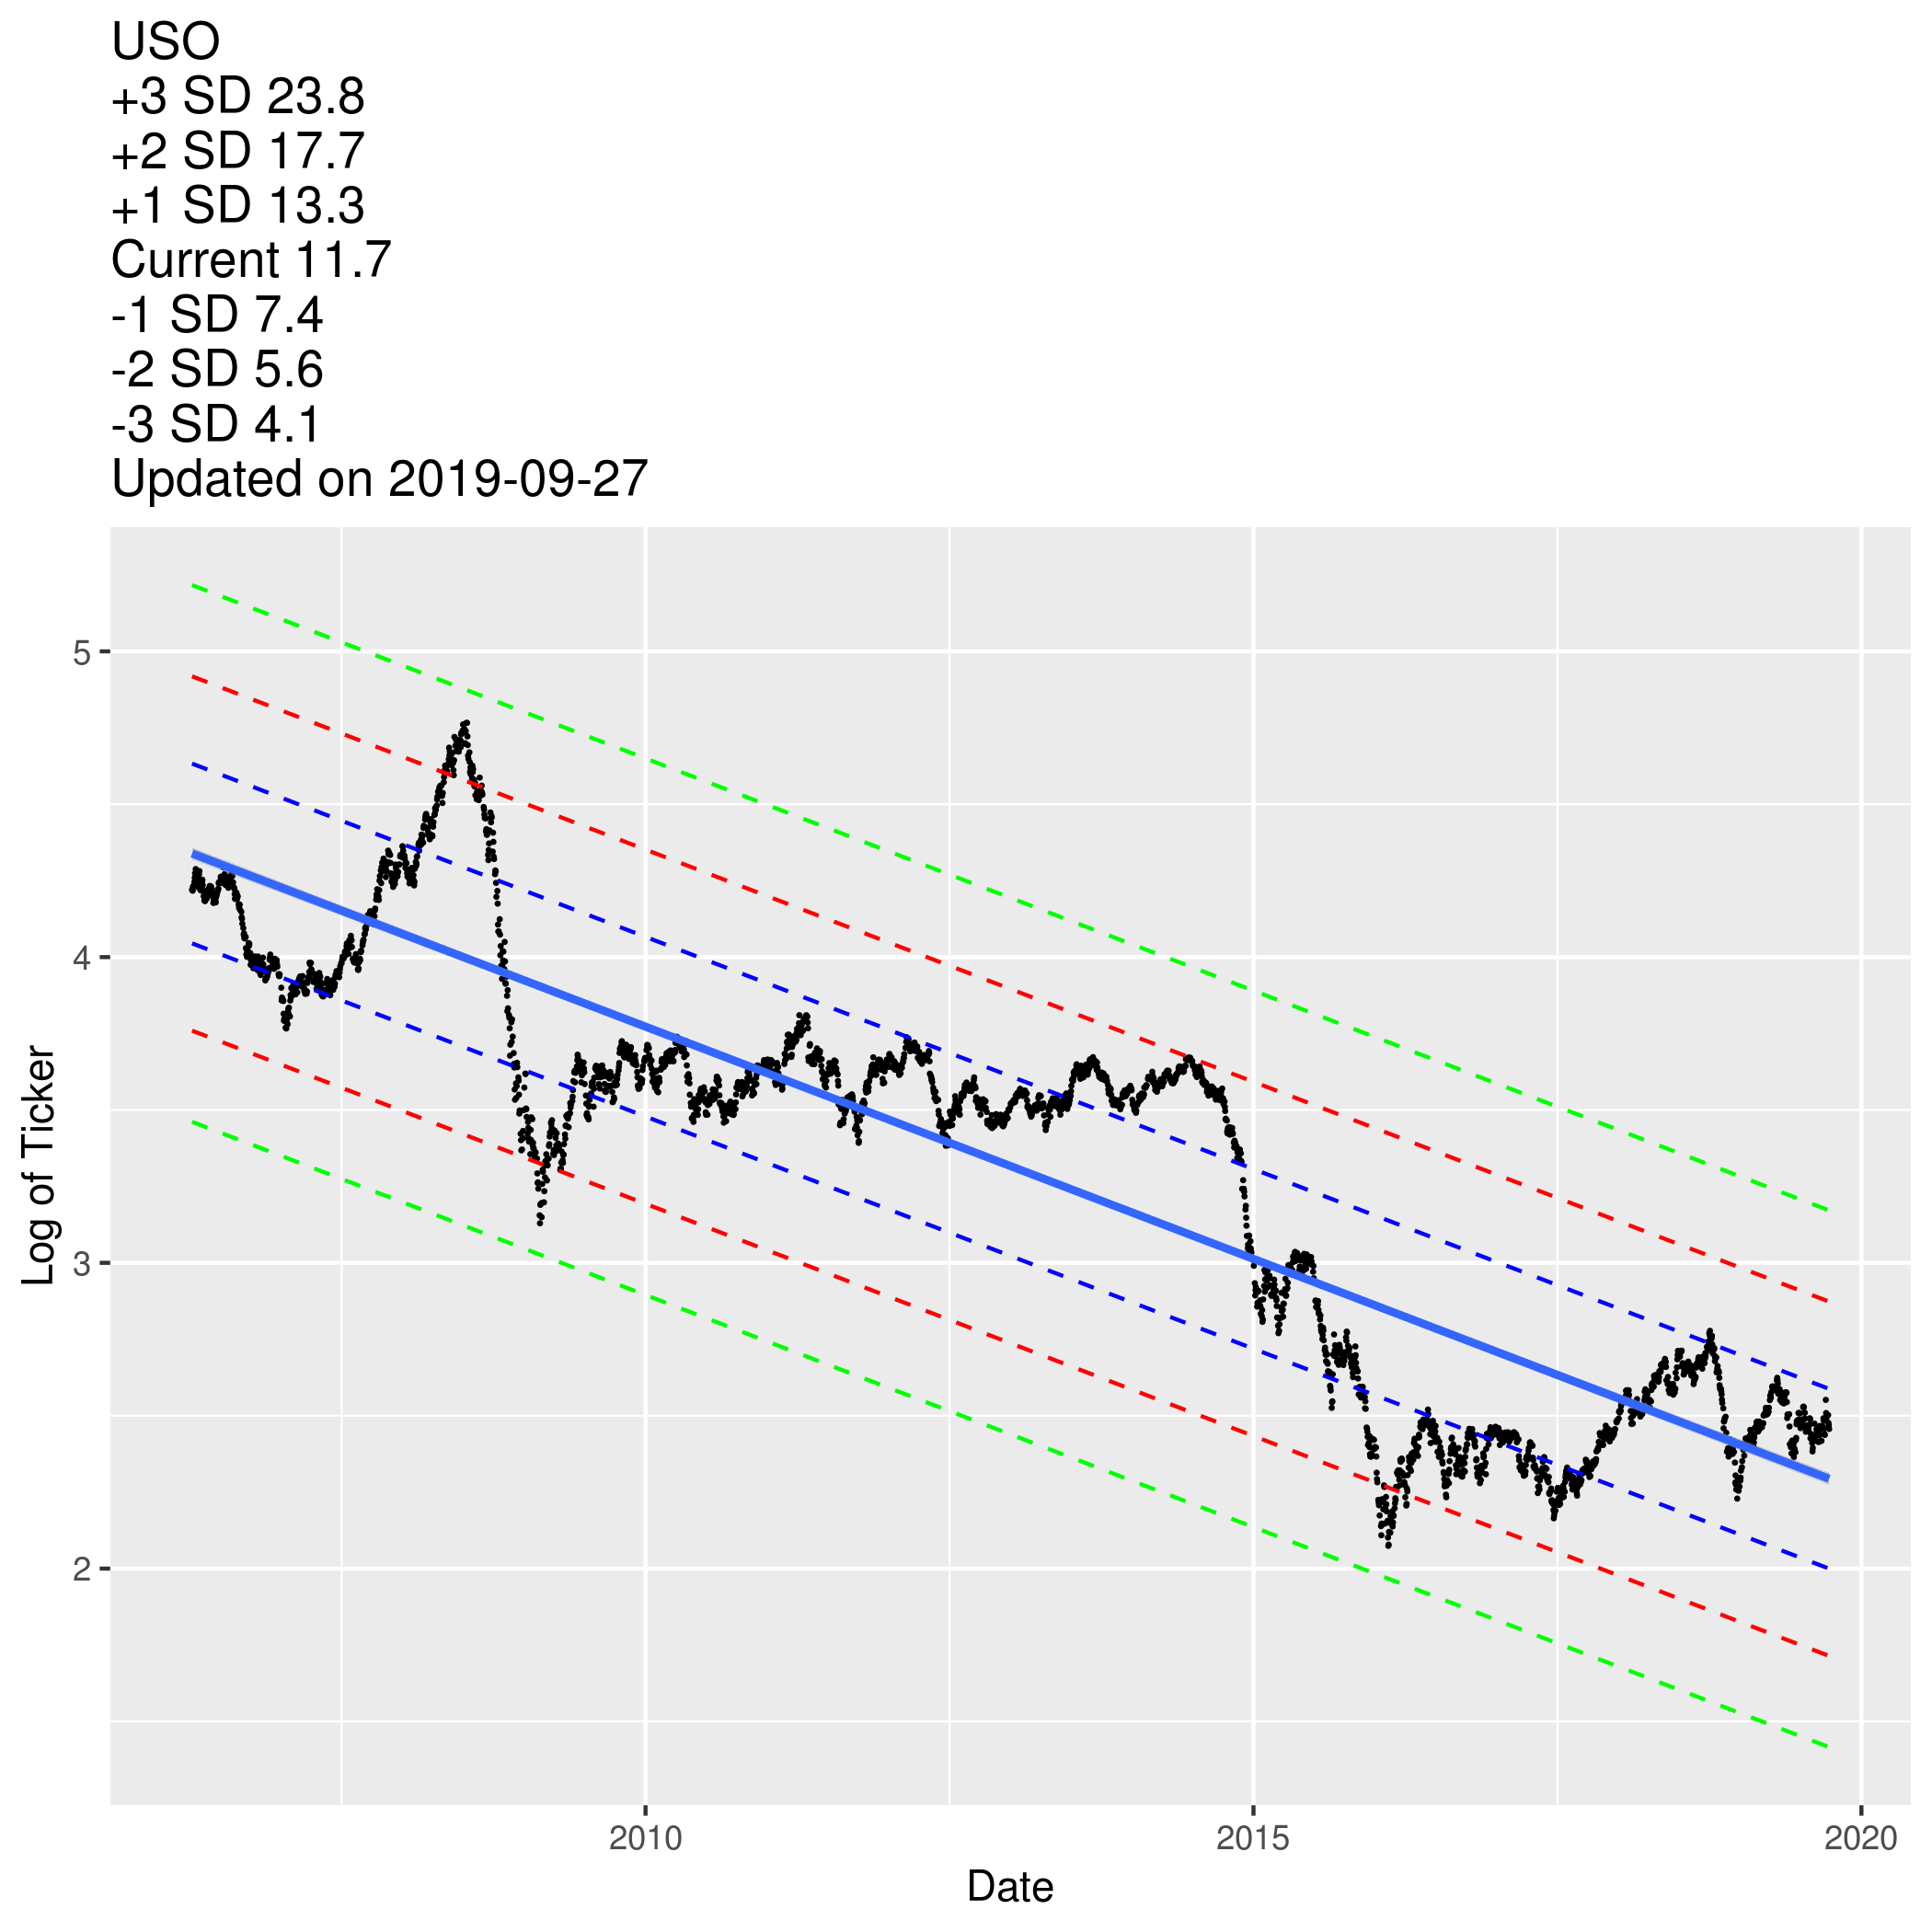 USO
+3 SD 23.8
+2 SD 17.7
+1 SD 13.3
Current 11.7
-1 SD 7.4
-2 SD 5.6
-3 SD 4.1
Updated on 2019-09-27
5
4
3
2
Log of Ticker
2010 2015 2020
Date